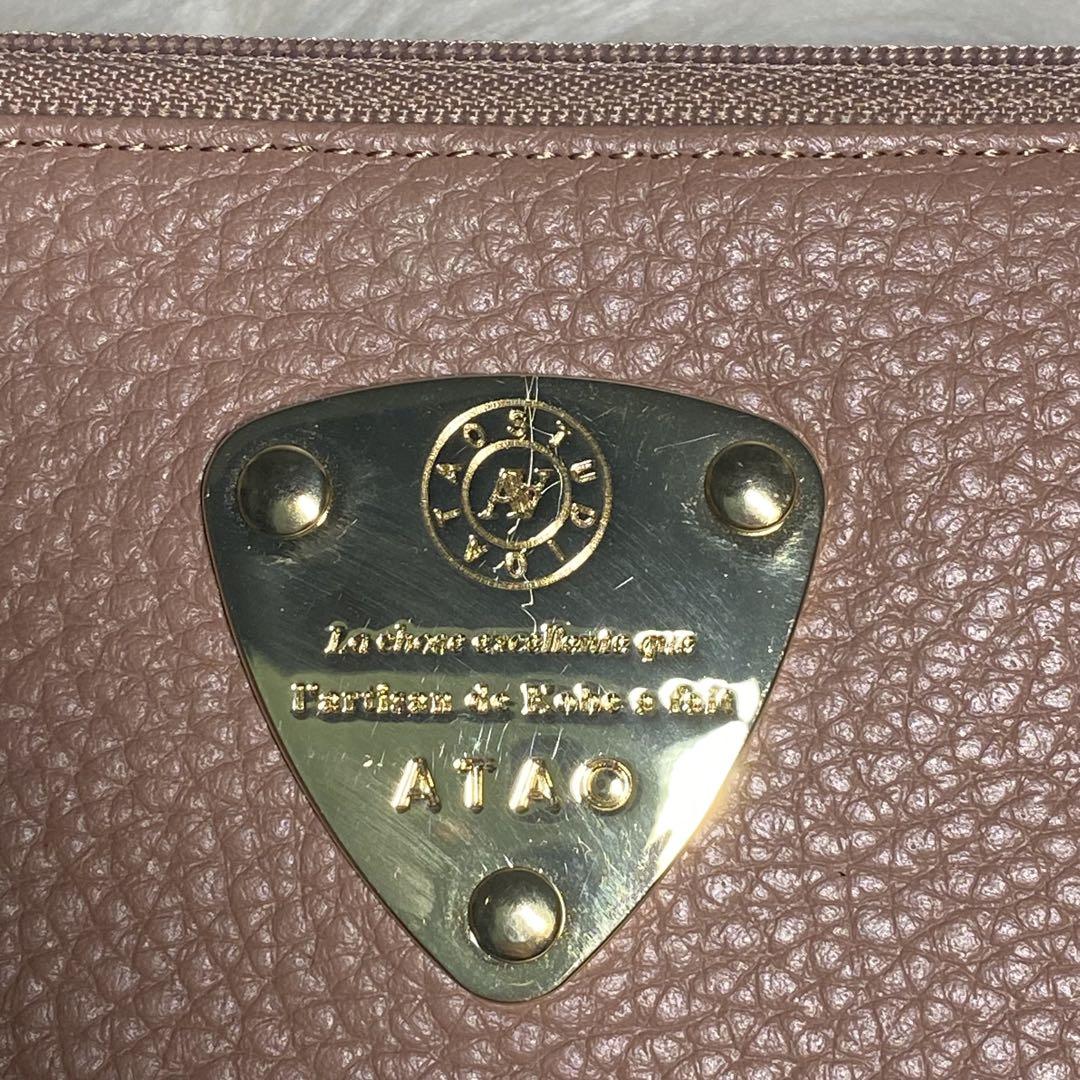 ATAO STUDIO
La chose excellente que
l'artisan de Kobe a fait
ATAO